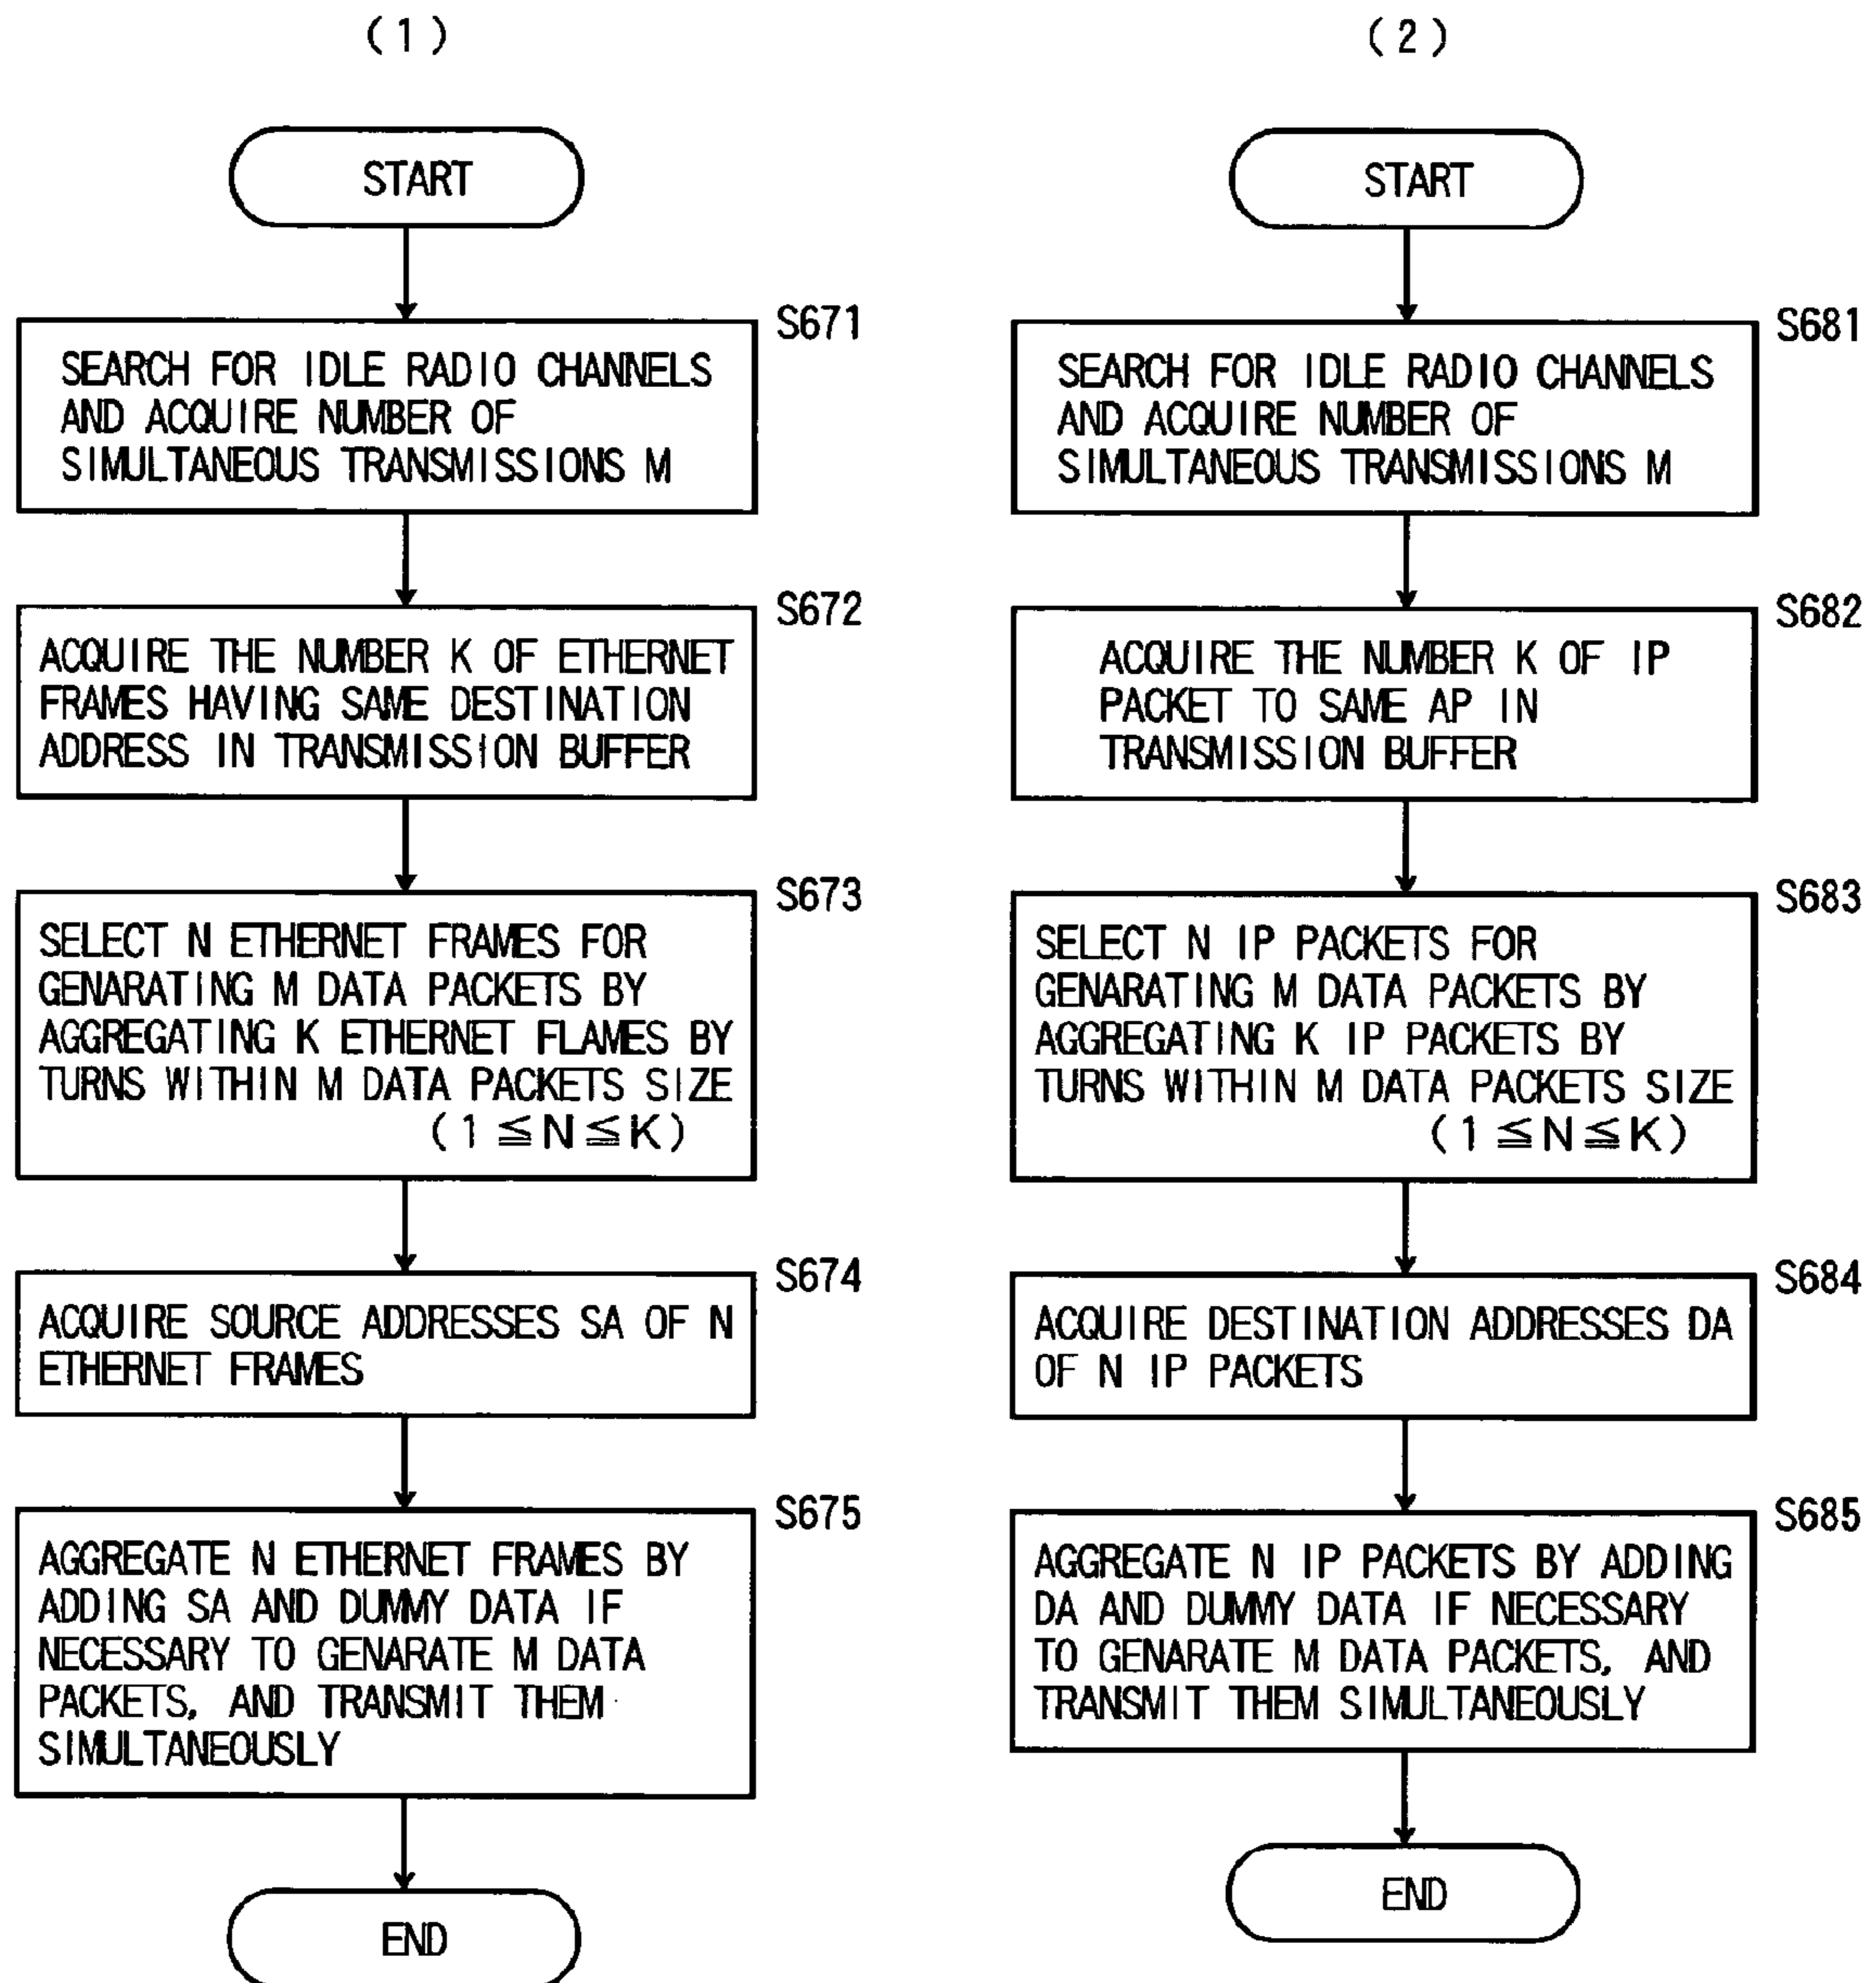 (1)
START
S671
SEARCH FOR IDLE RADIO CHANNELS
AND ACQUIRE NUMBER OF
SIMULTANEOUS TRANSMISSIONS M
S672
ACQUIRE THE NUMBER K OF ETHERNET
FRAMES HAVING SAME DESTINATION
ADDRESS IN TRANSMISSION BUFFER
S673
SELECT N ETHERNET FRAMES FOR
GENARATING M DATA PACKETS BY
AGGREGATING K ETHERNET FLAMES BY
TURNS WITHIN M DATA PACKETS SIZE
(1≦N≦K)
S674
ACQUIRE SOURCE ADDRESSES SA OF N
ETHERNET FRAMES
S675
AGGREGATE N ETHERNET FRAMES BY
ADDING SA AND DUMMY DATA IF
NECESSARY TO GENARATE M DATA
PACKETS, AND TRANSMIT THEM
SIMULTANEOUSLY
END
(2)
START
S681
SEARCH FOR IDLE RADIO CHANNELS
AND ACQUIRE NUMBER OF
SIMULTANEOUS TRANSMISSIONS M
S682
ACQUIRE THE NUMBER K OF IP
PACKET TO SAME AP IN
TRANSMISSION BUFFER
S683
SELECT N IP PACKETS FOR
GENARATING M DATA PACKETS BY
AGGREGATING K IP PACKETS BY
TURNS WITHIN M DATA PACKETS SIZE
(1≦N≦K)
S684
ACQUIRE DESTINATION ADDRESSES DA
OF N IP PACKETS
S685
AGGREGATE N IP PACKETS BY ADDING
DA AND DUMMY DATA IF NECESSARY
TO GENARATE M DATA PACKETS, AND
TRANSMIT THEM SIMULTANEOUSLY
END